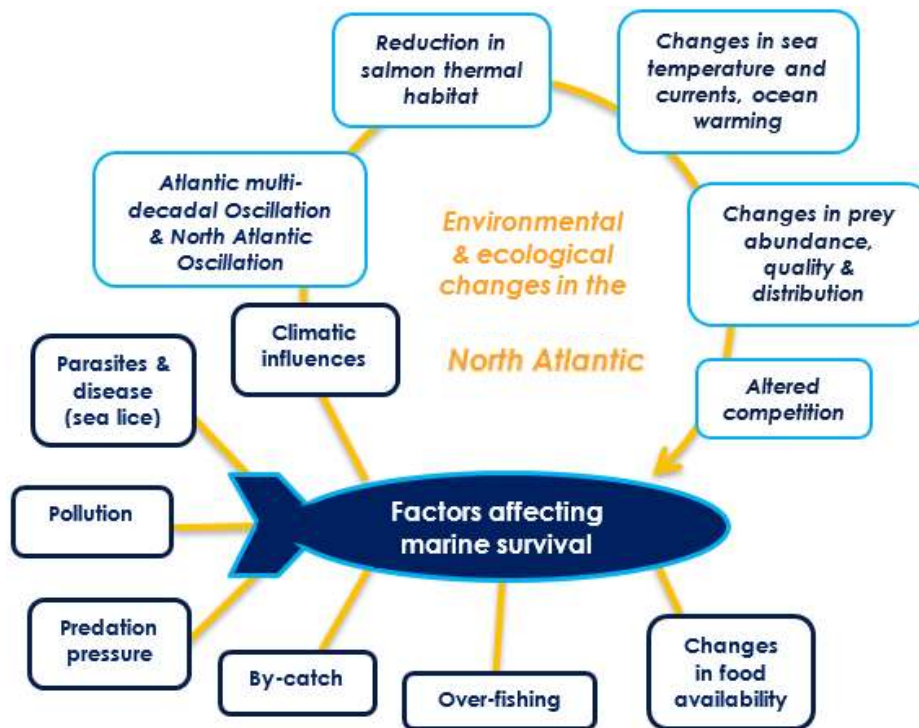 Reduction in
salmon thermal
habitat
Changes in sea
temperature and
currents, ocean
warming
Atlantic multi-
decadal Oscillation
& North Atlantic
Oscillation
Environmental
& ecological
changes in the
North Atlantic
Changes in prey
abundance,
quality &
distribution
Climatic
influences
Parasites &
disease
(sea lice)
Altered
competition
Pollution
Factors affecting
marine survival
Predation
pressure
By-catch
Over-fishing
Changes
in food
availability